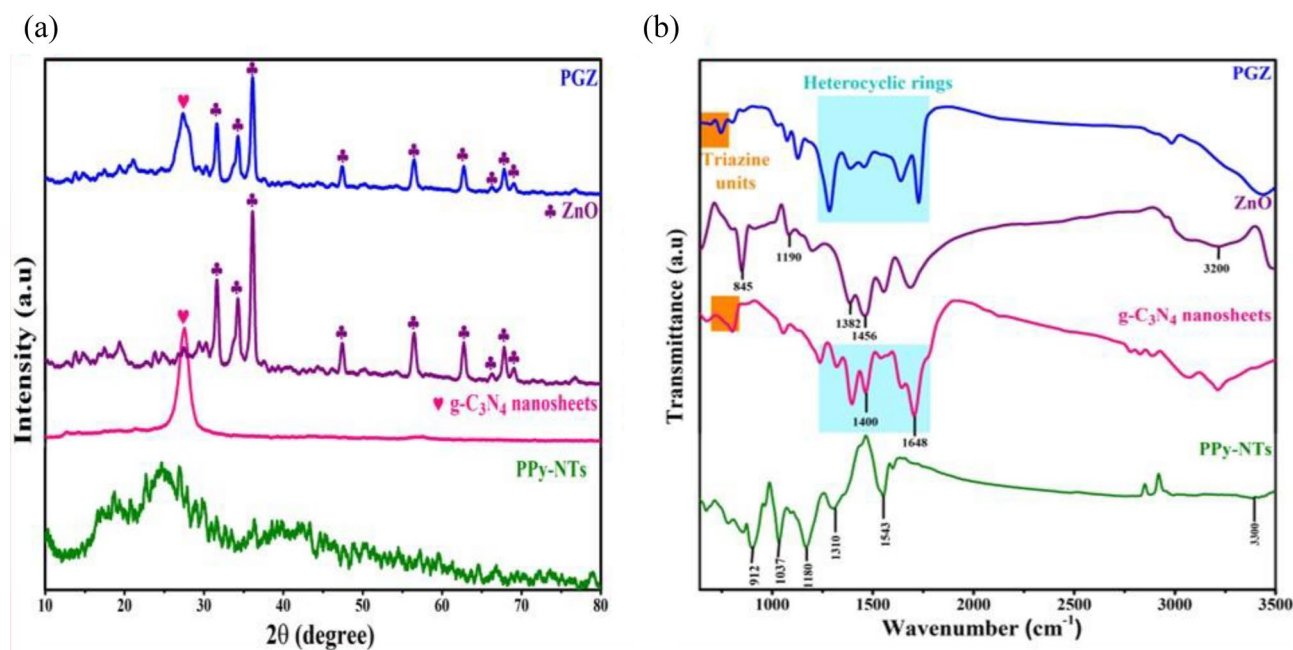 (a)
PGZ
♥
♣
♣
♣
♣
♣
♣
♣
♣
♣
♣ ZnO
♥
♣
♣
♣
♣
♣
♣
♣
♣
♣
♥ g-C₃N₄ nanosheets
PPy-NTs
Intensity (a.u)
10 20 30 40 50 60 70 80
2θ (degree)
(b)
PGZ
Heterocyclic rings
Triazine
units
ZnO
1190
845
3200
1382
1456
g-C₃N₄ nanosheets
1400
1648
PPy-NTs
912
1037
1180
1310
1543
3300
Transmittance (a.u)
1000 1500 2000 2500 3000 3500
Wavenumber (cm⁻¹)